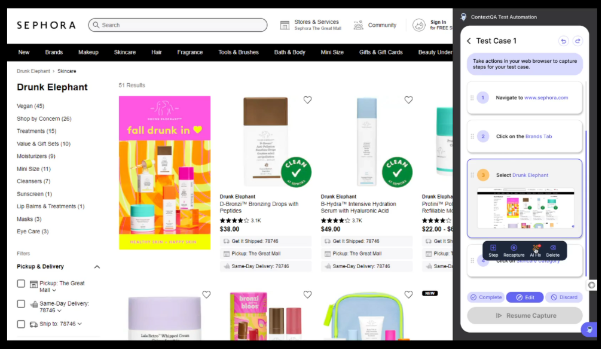 SEPHORA
Search
Stores & Services
Sephora The Great Mall
Community
Sign In
for FREE S
New Brands Makeup Skincare Hair Fragrance Tools & Brushes Bath & Body Mini Size Gifts & Gift Cards Beauty Under
Drunk Elephant > Skincare
Drunk Elephant
Vegan (45)
Shop by Concern (26)
Treatments (15)
Value & Gift Sets (10)
Moisturizers (9)
Mini Size (11)
Cleansers (7)
Sunscreen (1)
Lip Balms & Treatments (1)
Masks (3)
Eye Care (3)
Filters
Pickup & Delivery
Pickup: The Great
Mall
Same-Day Delivery:
78746
Ship to: 78746
51 Results
fall drunk in
CLEAN
Drunk Elephant
D-Bronzi™ Bronzing Drops with
Peptides
3.1K
$38.00
Get It Shipped: 78746
Pickup: The Great Mall
Same-Day Delivery: 78746
CLEAN
Drunk Elephant
B-Hydra™ Intensive Hydration
Serum with Hyaluronic Acid
$49.00
Get It Shipped: 78746
Pickup: The Great Mall
Same-Day Delivery: 78746
Drunk Elephant
Protini™ P
Refillable Mo
$22.00 - $
Get It S
Pickup:
Same-D
NEW
ContextQA Test Automation
Test Case 1
Take actions in your web browser to capture
steps for your test case.
1
Navigate to www.sephora.com
2
Click on the Brands Tab
3
Select Drunk Elephant
Step Recapture AI Fix Delete
Complete Edit Discard
Resume Capture